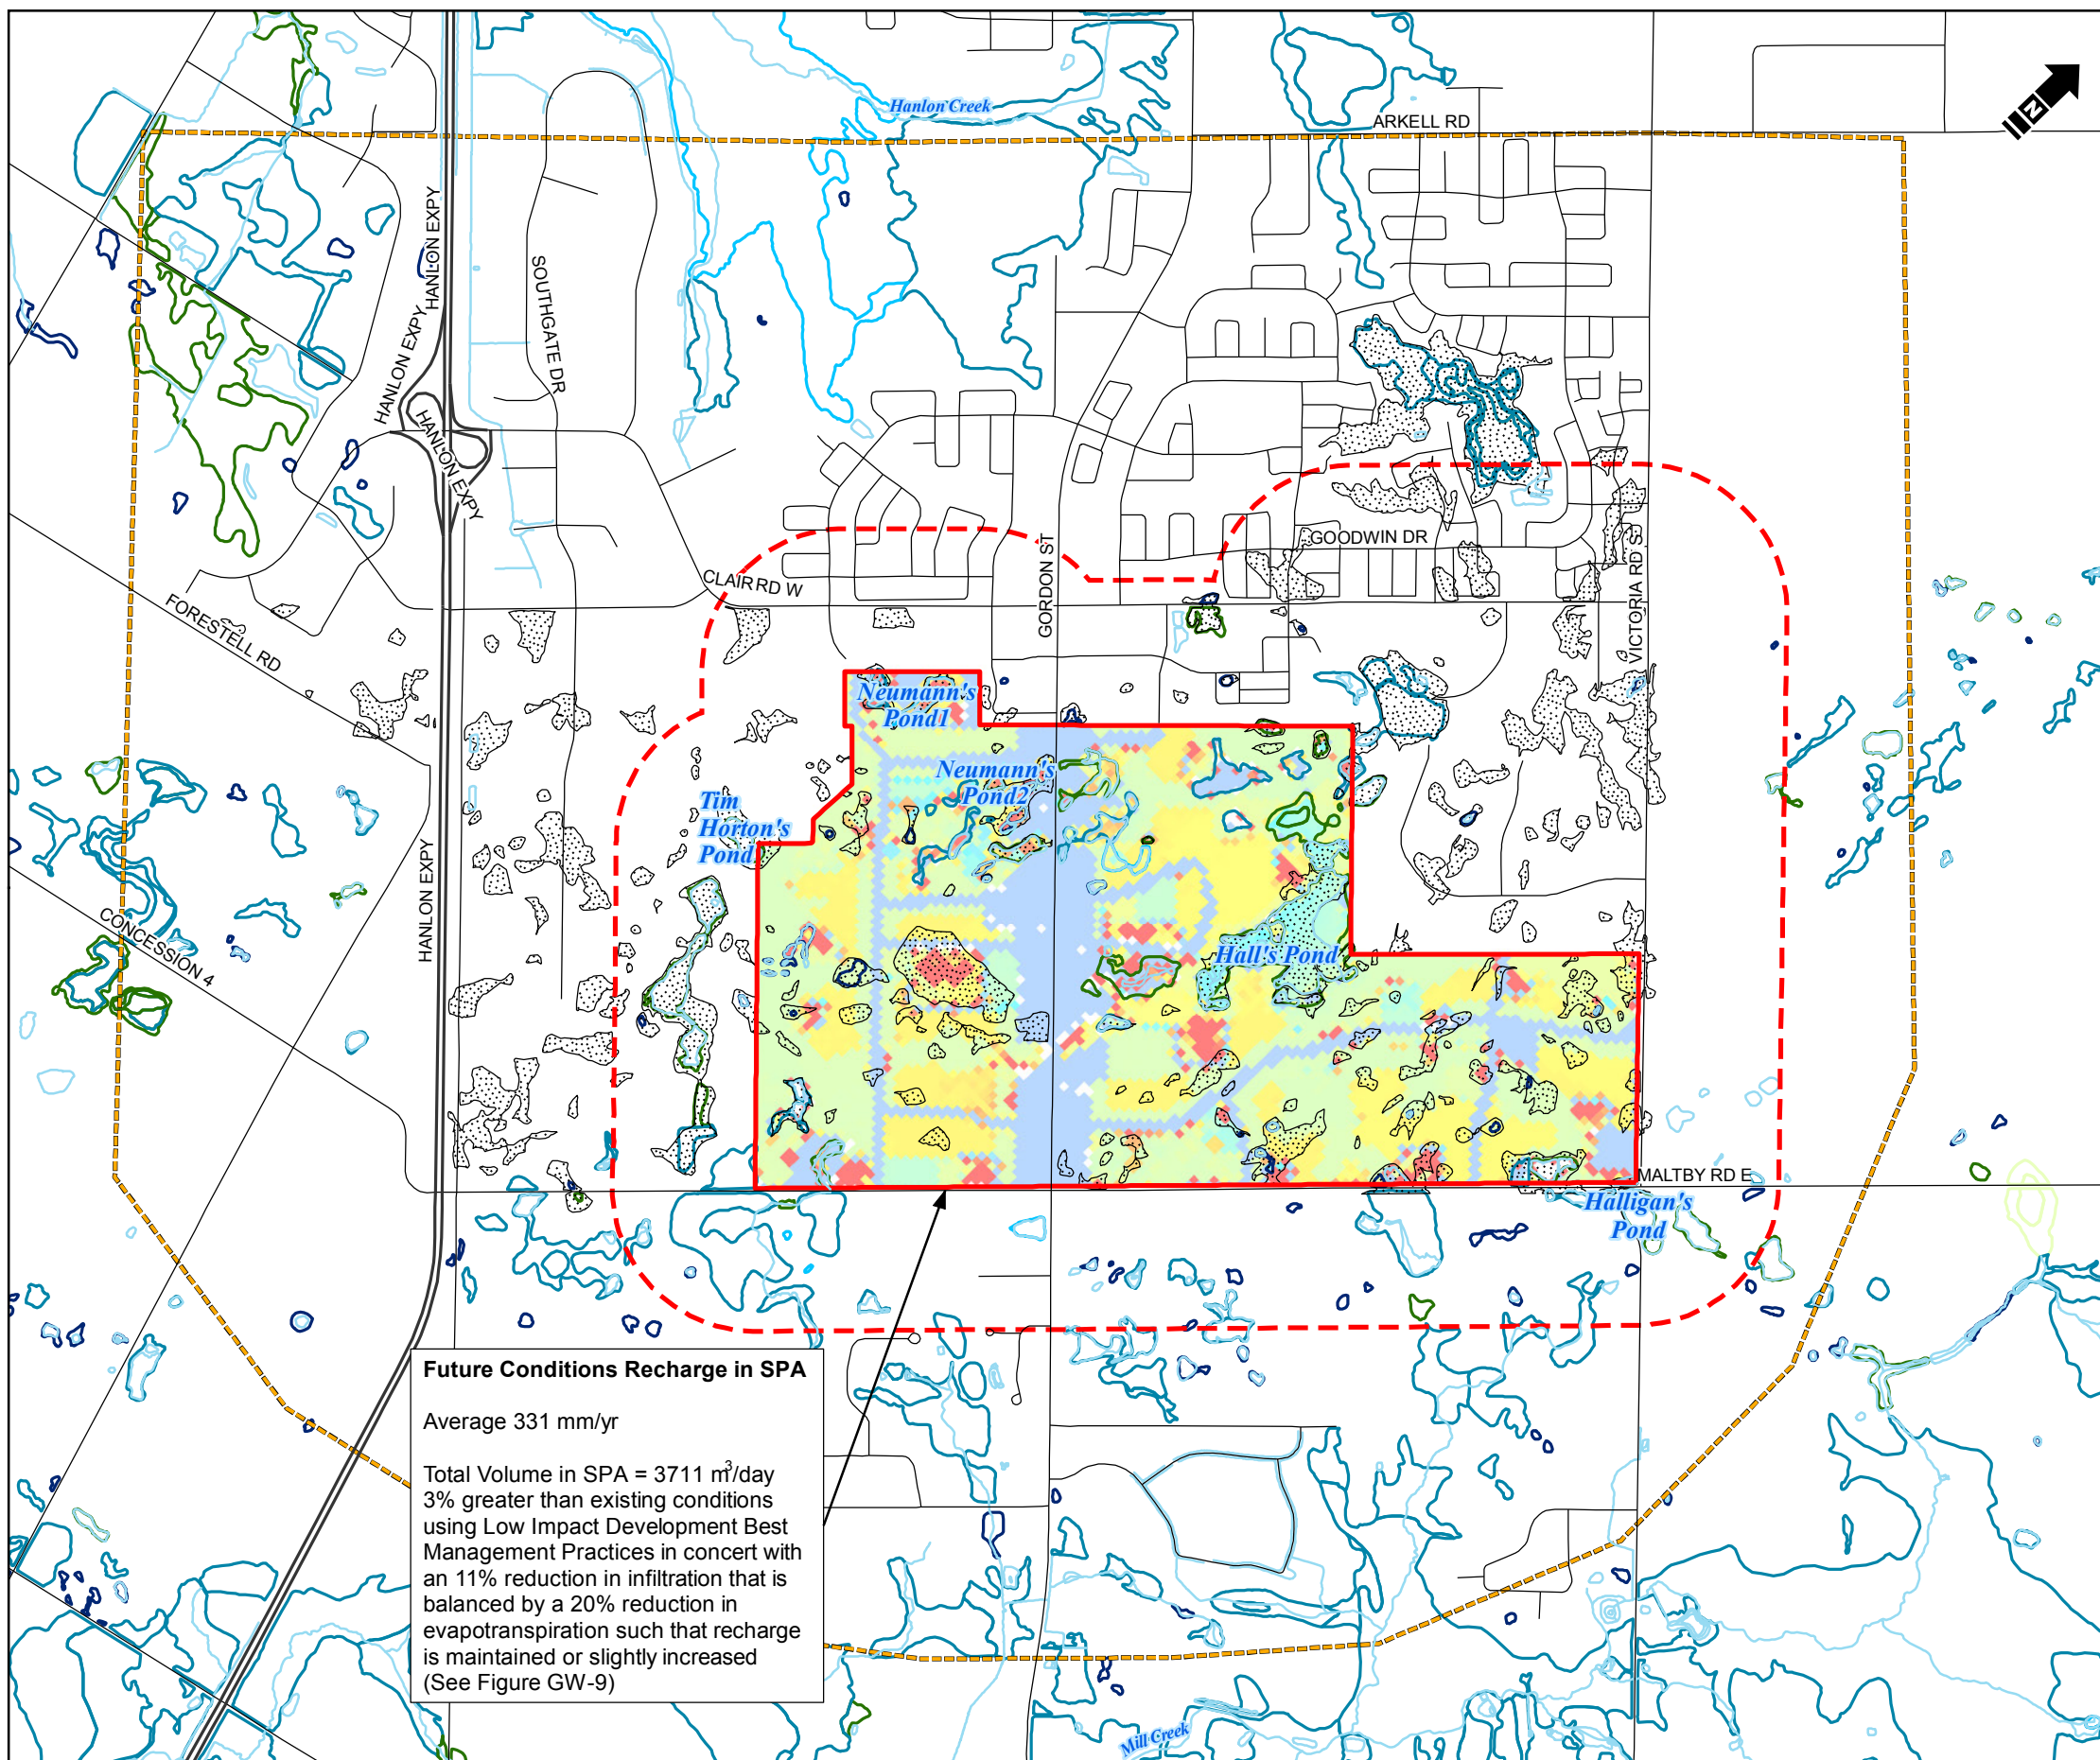 Hanlon Creek
ARKELL RD
N
HANLON EXPY
HANLON EXPY
HANLON EXPY
SOUTHGATE DR
GORDON ST
GOODWIN DR
CLAIR RD W
VICTORIA RD S
FORESTELL RD
Neumann's
Pond1
Neumann's
Pond2
Tim
Horton's
Pond
HANLON EXPY
CONCESSION 4
Hall's Pond
MALTBY RD E
Halligan's
Pond
Future Conditions Recharge in SPA
Average 331 mm/yr
Total Volume in SPA = 3711 m³/day
3% greater than existing conditions
using Low Impact Development Best
Management Practices in concert with
an 11% reduction in infiltration that is
balanced by a 20% reduction in
evapotranspiration such that recharge
is maintained or slightly increased
(See Figure GW-9)
Mill Creek